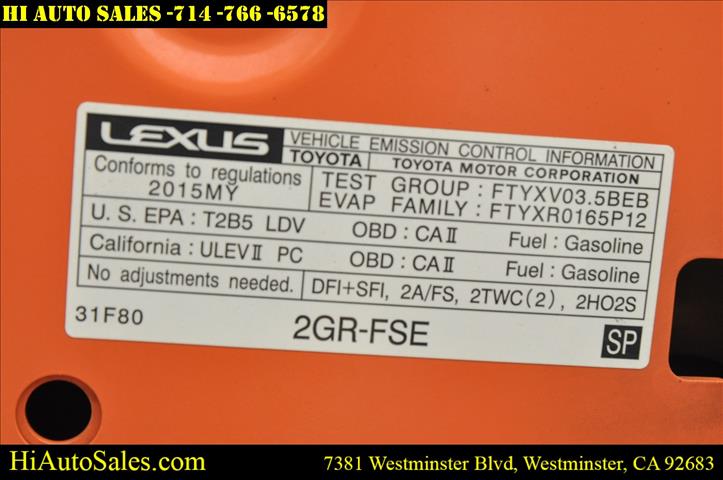 HI AUTO SALES -714 -766 -6578
LEXUS VEHICLE EMISSION CONTROL INFORMATION
TOYOTA TOYOTA MOTOR CORPORATION
Conforms to regulations
2015MY
TEST GROUP : FTYXV03.5BEB
EVAP FAMILY : FTYXR0165P12
U. S. EPA : T2B5 LDV OBD : CAII Fuel : Gasoline
California : ULEVII PC OBD : CAII Fuel : Gasoline
No adjustments needed. DFI+SFI, 2A/FS, 2TWC(2), 2HO2S
31F80 2GR-FSE SP
HiAutoSales.com 7381 Westminster Blvd, Westminster, CA 92683